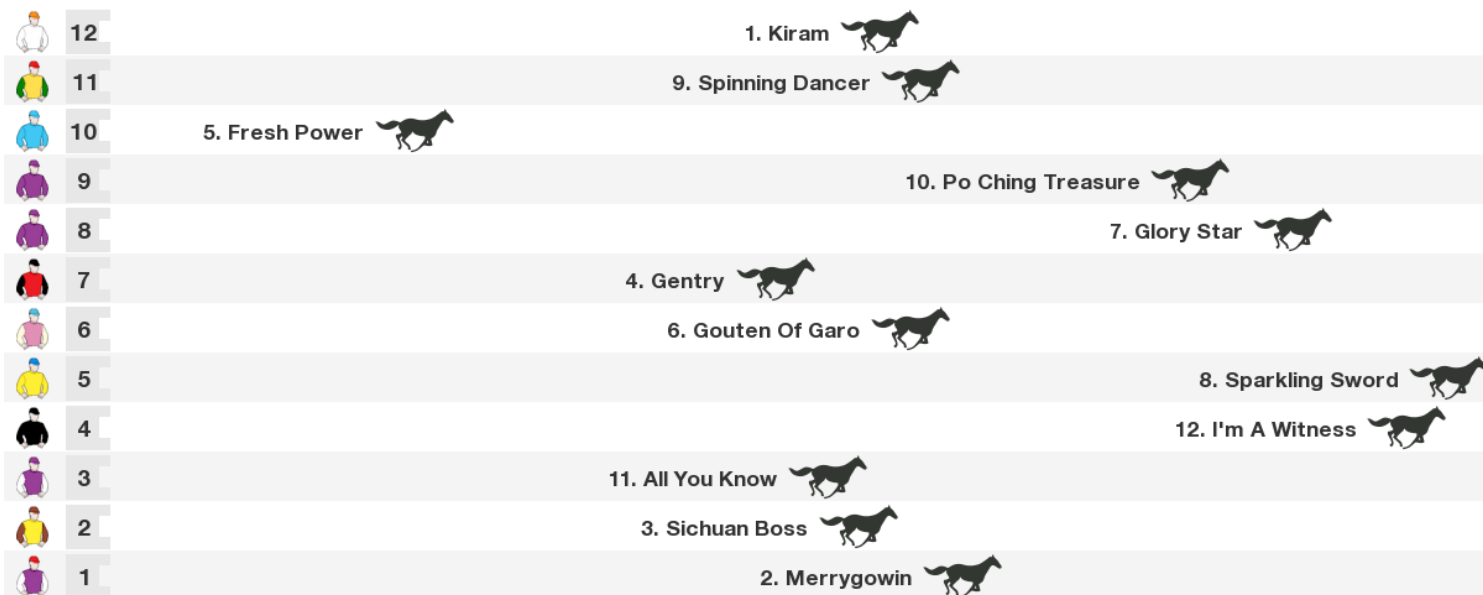 12 1. Kiram
11 9. Spinning Dancer
10 5. Fresh Power
9 10. Po Ching Treasure
8 7. Glory Star
7 4. Gentry
6 6. Gouten Of Garo
5 8. Sparkling Sword
4 12. I'm A Witness
3 11. All You Know
2 3. Sichuan Boss
1 2. Merrygowin